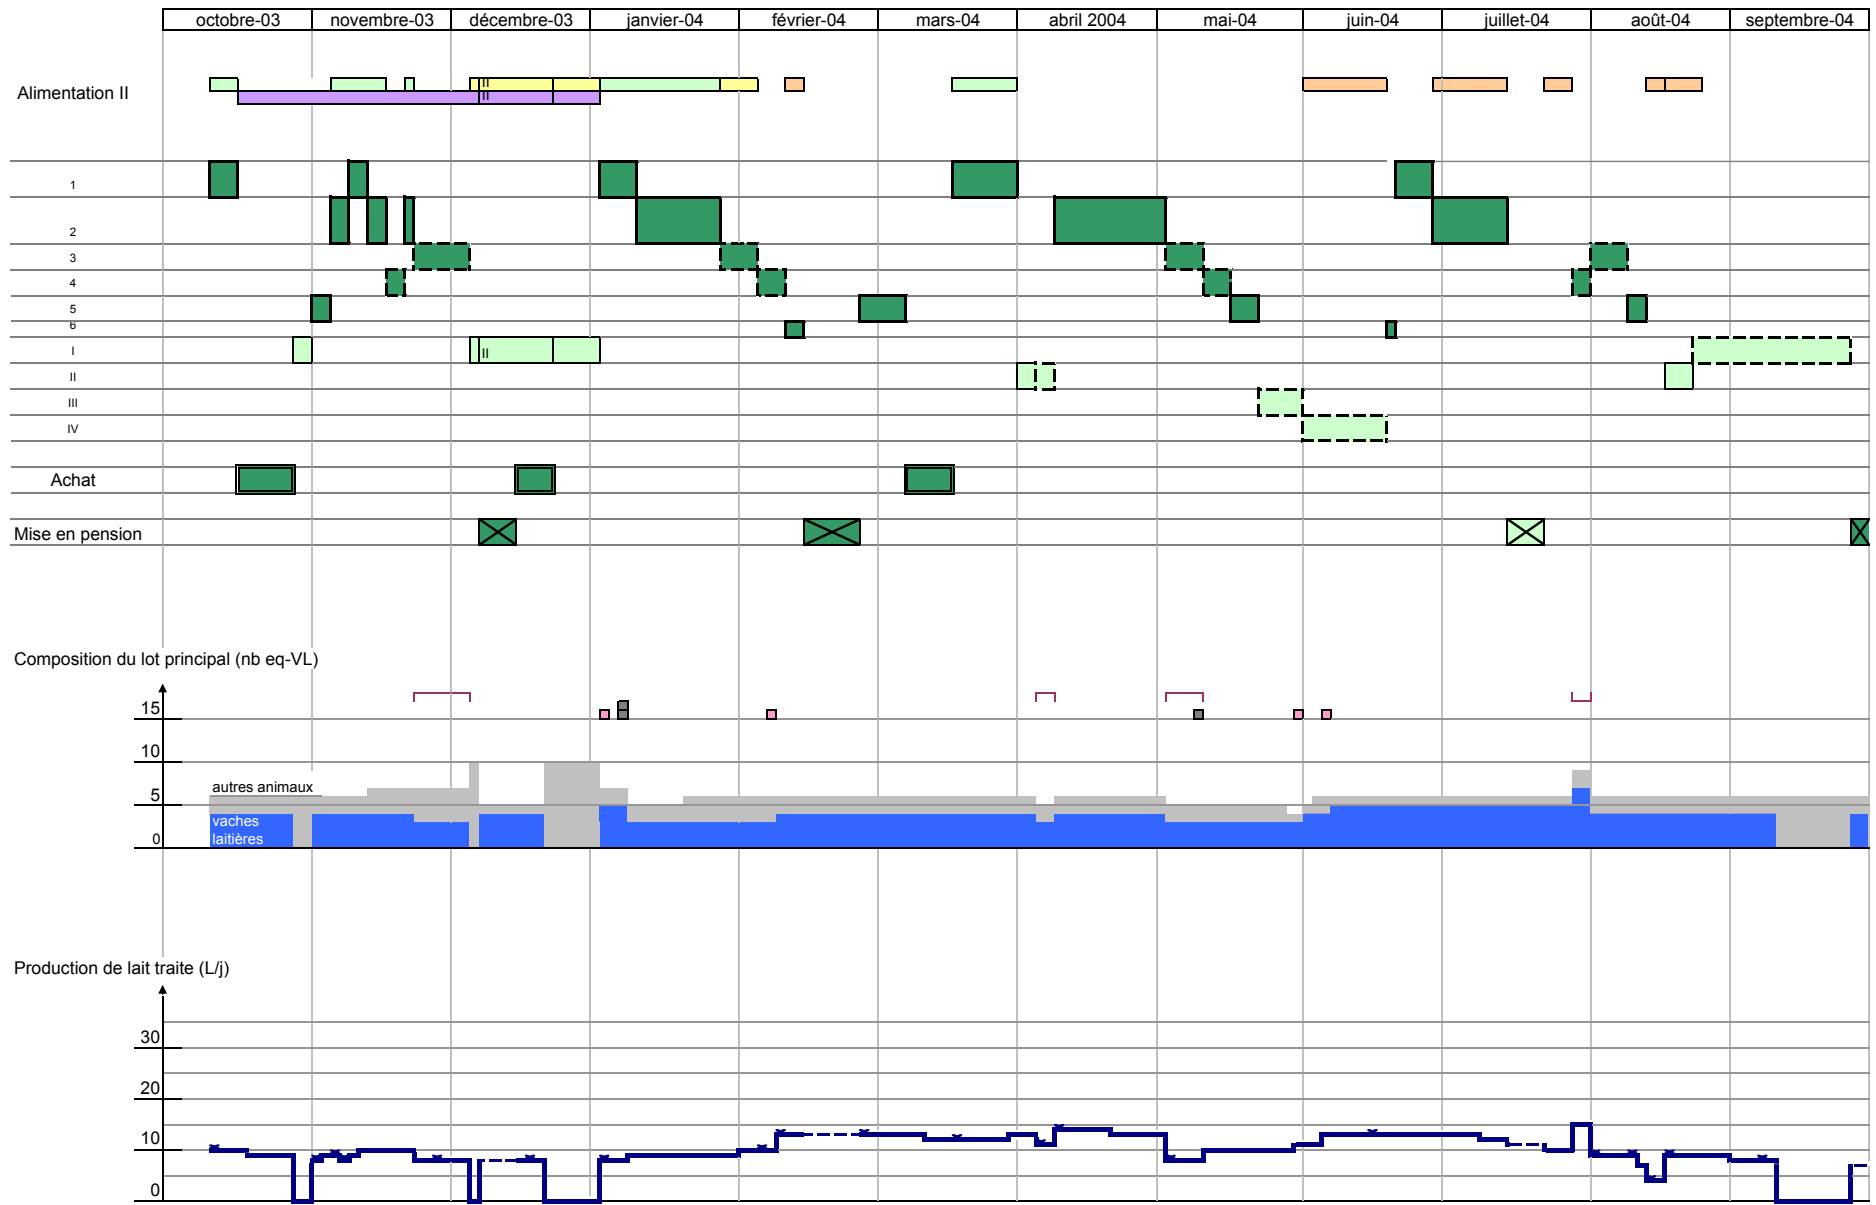 octobre-03 novembre-03 décembre-03 janvier-04 février-04 mars-04 abril 2004 mai-04 juin-04 juillet-04 août-04 septembre-04
II
Alimentation II
II
1
2
3
4
5
6
I
II
II
III
IV
Achat
Mise en pension
Composition du lot principal (nb eq-VL)
15
10
autres animaux
5
vaches
laitières
0
Production de lait traite (L/j)
30
20
10
0